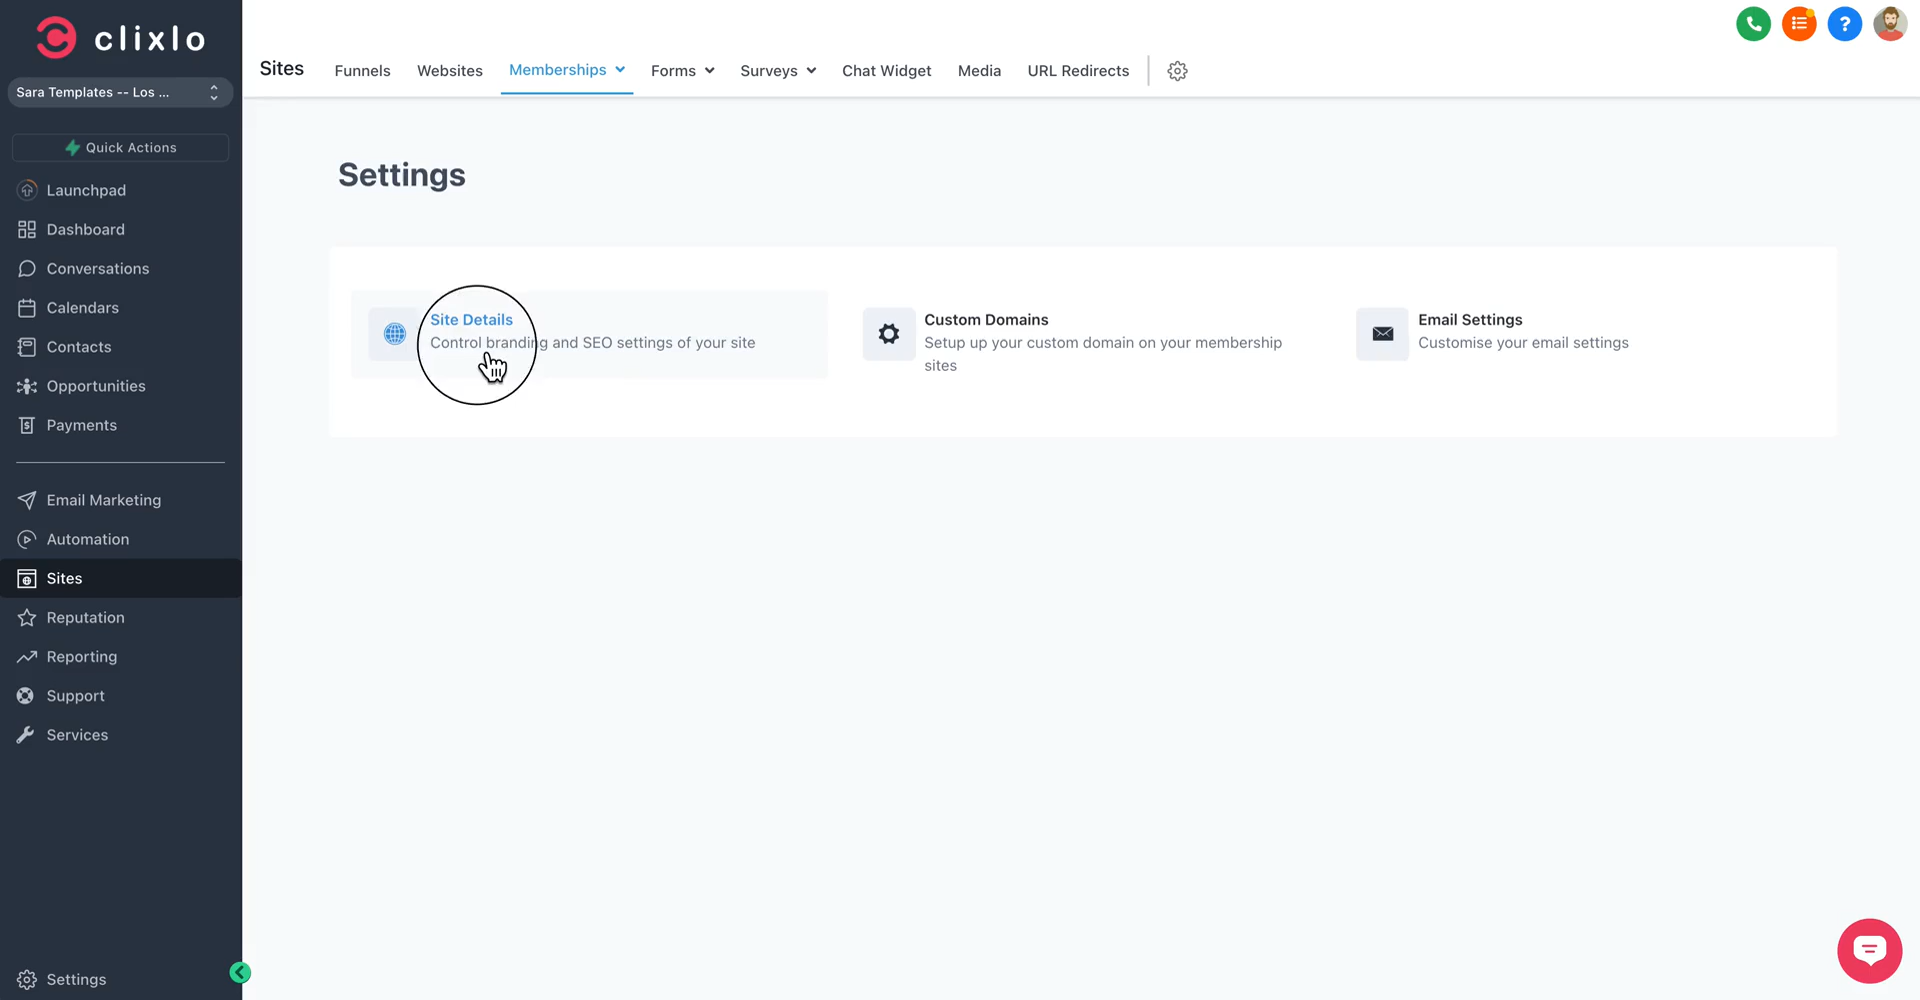 clixlo
Sara Templates -- Los ...
Quick Actions
Launchpad
Dashboard
Conversations
Calendars
Contacts
Opportunities
Payments
Email Marketing
Automation
Sites
Reputation
Reporting
Support
Services
Settings
Sites
Funnels
Websites
Memberships
Forms
Surveys
Chat Widget
Media
URL Redirects
?
Settings
Site Details
Control branding and SEO settings of your site
Custom Domains
Setup up your custom domain on your membership
sites
Email Settings
Customise your email settings